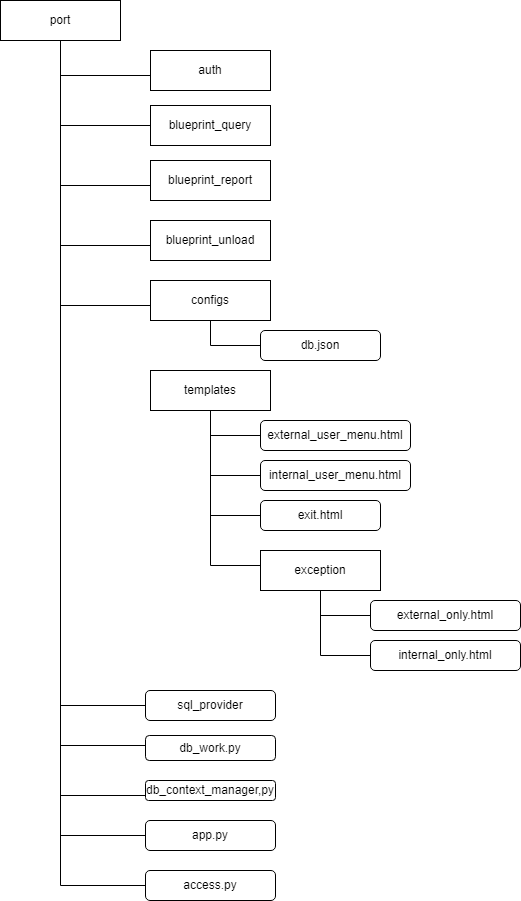 port
auth
blueprint_query
blueprint_report
blueprint_unload
configs
db.json
templates
external_user_menu.html
internal_user_menu.html
exit.html
exception
external_only.html
internal_only.html
sql_provider
db_work.py
db_context_manager,py
app.py
access.py